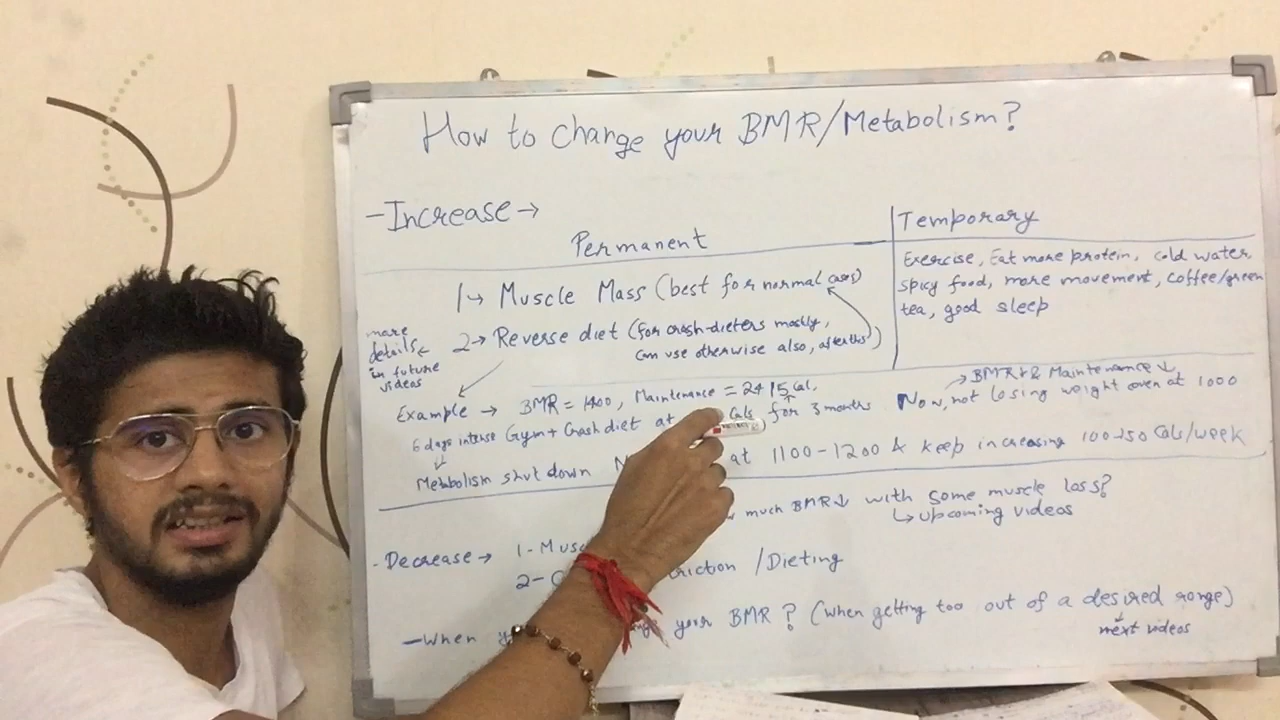 How to change your BMR/Metabolism?
-Increase→
Permanent
Temporary
1→ Muscle Mass (best for normal cases)
2→ Reverse diet (for crash-dieters mostly,
can use otherwise also, after this)
more
details←
in future
videos
Exercise, Eat more protein, cold water,
spicy food, more movement, coffee/green
tea, good sleep
Example → BMR = 1400, Maintenance = 2415 Cal,
6 days intense Gym + Crash diet at Cals for 3 months
→BMR↓ & Maintenance↓
Now, not losing weight even at 1000
Metabolism shut down at 1100-1200 & keep increasing 100-150 Cals/week
much BMR↓ with some muscle loss?
↳ upcoming videos
-Decrease→ 1-
2- /Dieting
-When your BMR? (When getting too out of a desired range)
next videos